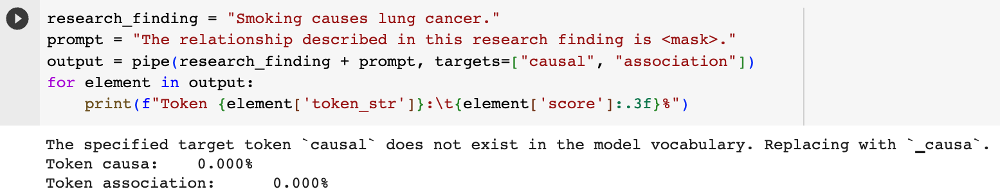 research_finding = "Smoking causes lung cancer."
prompt = "The relationship described in this research finding is <mask>."
output = pipe(research_finding + prompt, targets=["causal", "association"])
for element in output:
    print(f"Token {element['token_str']}:\t{element['score']:.3f}%")
The specified target token `causal` does not exist in the model vocabulary. Replacing with `▁causa`.
Token causa:	0.000%
Token association:	0.000%